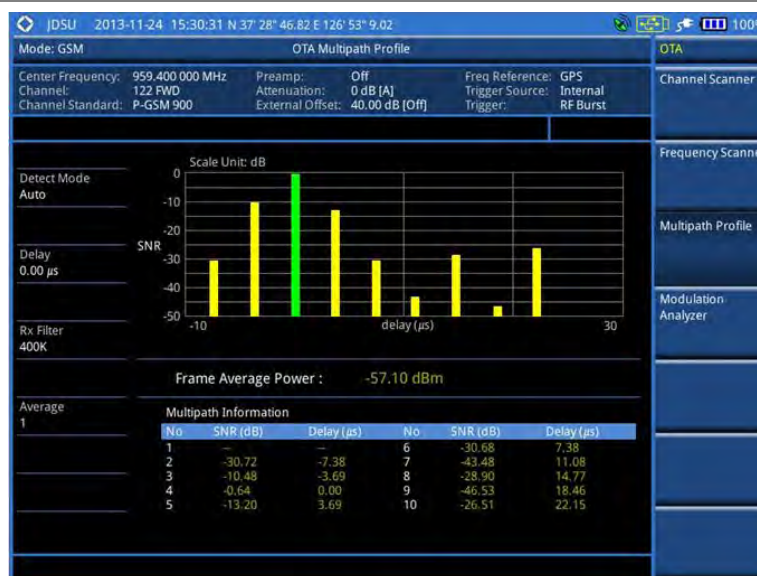 JDSU 2013-11-24 15:30:31 N 37' 28" 46.82 E 126' 53" 9.02 100%
Mode: GSM OTA Multipath Profile OTA
Center Frequency: 959.400 000 MHz Preamp: Off Freq Reference: GPS
Channel: 122 FWD Attenuation: 0 dB [A] Trigger Source: Internal
Channel Standard: P-GSM 900 External Offset: 40.00 dB [Off] Trigger: RF Burst
Channel Scanner
Frequency Scanne
Multipath Profile
Modulation
Analyzer
Detect Mode
Auto
Delay
0.00 µs
Rx Filter
400K
Average
1
Scale Unit: dB
0
-10
-20
SNR
-30
-40
-50
-10 delay (µs) 30
Frame Average Power : -57.10 dBm
Multipath Information
No SNR (dB) Delay (µs) No SNR (dB) Delay (µs)
1 -- -- 6 -30.68 7.38
2 -30.72 -7.38 7 -43.48 11.08
3 -10.48 -3.69 8 -28.90 14.77
4 -0.64 0.00 9 -46.53 18.46
5 -13.20 3.69 10 -26.51 22.15